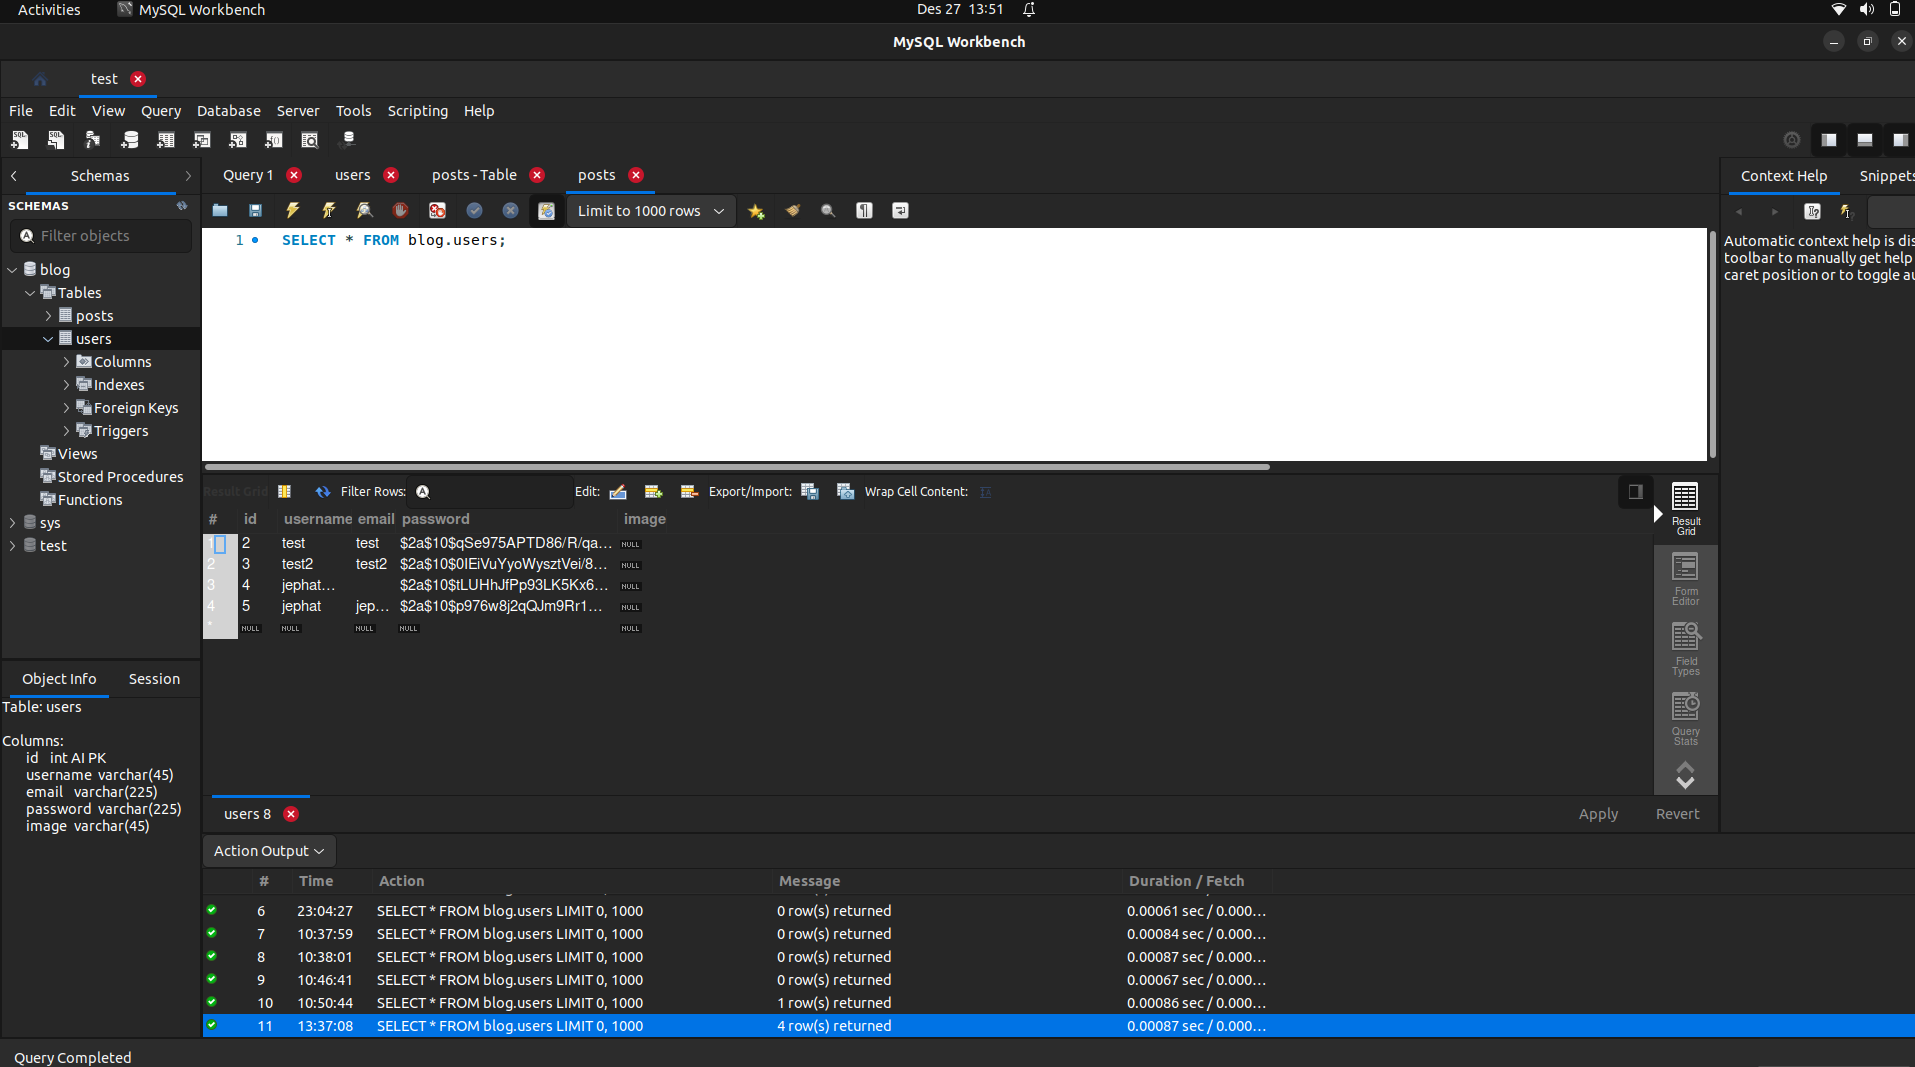 Activities MySQL Workbench Des 27 13:51
MySQL Workbench
test
File Edit View Query Database Server Tools Scripting Help
Schemas
SCHEMAS
Filter objects
blog
Tables
posts
users
Columns
Indexes
Foreign Keys
Triggers
Views
Stored Procedures
Functions
sys
test
Object Info Session
Table: users
Columns:
id int AI PK
username varchar(45)
email varchar(225)
password varchar(225)
image varchar(45)
Query 1 users posts - Table posts
Limit to 1000 rows
1 SELECT * FROM blog.users;
Result Grid Filter Rows: Edit: Export/Import: Wrap Cell Content:
# id username email password image
1 2 test test $2a$10$qSe975APTD86/R/qa... NULL
2 3 test2 test2 $2a$10$0IEiVuYyoWysztVei/8... NULL
3 4 jephat... $2a$10$tLUHhJfPp93LK5Kx6... NULL
4 5 jephat jep... $2a$10$p976w8j2qQJm9Rr1... NULL
* NULL NULL NULL NULL NULL
Result Grid
Form Editor
Field Types
Query Stats
users 8 Apply Revert
Action Output
# Time Action Message Duration / Fetch
6 23:04:27 SELECT * FROM blog.users LIMIT 0, 1000 0 row(s) returned 0.00061 sec / 0.000...
7 10:37:59 SELECT * FROM blog.users LIMIT 0, 1000 0 row(s) returned 0.00084 sec / 0.000...
8 10:38:01 SELECT * FROM blog.users LIMIT 0, 1000 0 row(s) returned 0.00087 sec / 0.000...
9 10:46:41 SELECT * FROM blog.users LIMIT 0, 1000 0 row(s) returned 0.00067 sec / 0.000...
10 10:50:44 SELECT * FROM blog.users LIMIT 0, 1000 1 row(s) returned 0.00086 sec / 0.000...
11 13:37:08 SELECT * FROM blog.users LIMIT 0, 1000 4 row(s) returned 0.00087 sec / 0.000...
Context Help Snippets
Automatic context help is dis
toolbar to manually get help
caret position or to toggle au
Query Completed